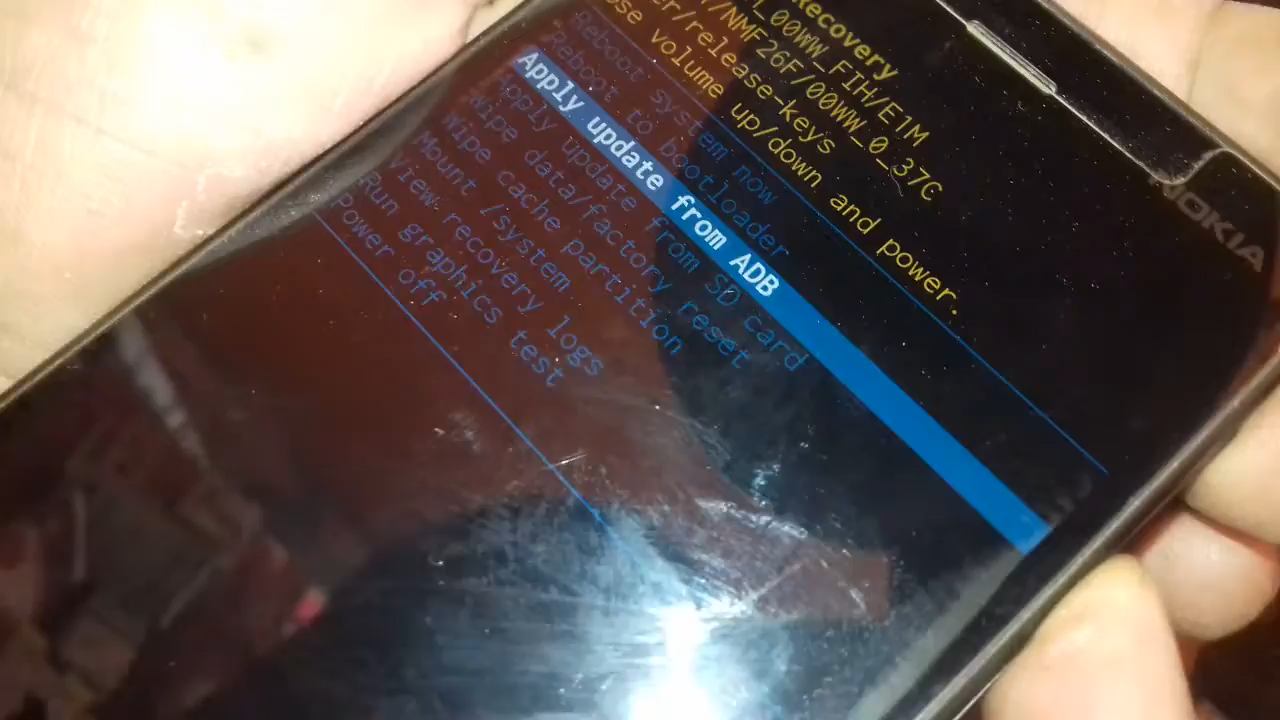 Recovery
_00WW_FIH/E1M
/NMF26F/00WW_0_37C
er/release-keys
ose volume up/down and power.
Reboot system now
Reboot to bootloader
Apply update from ADB
Apply update from SD card
Wipe data/factory reset
Wipe cache partition
Mount /system
View recovery logs
Run graphics test
Power off
NOKIA